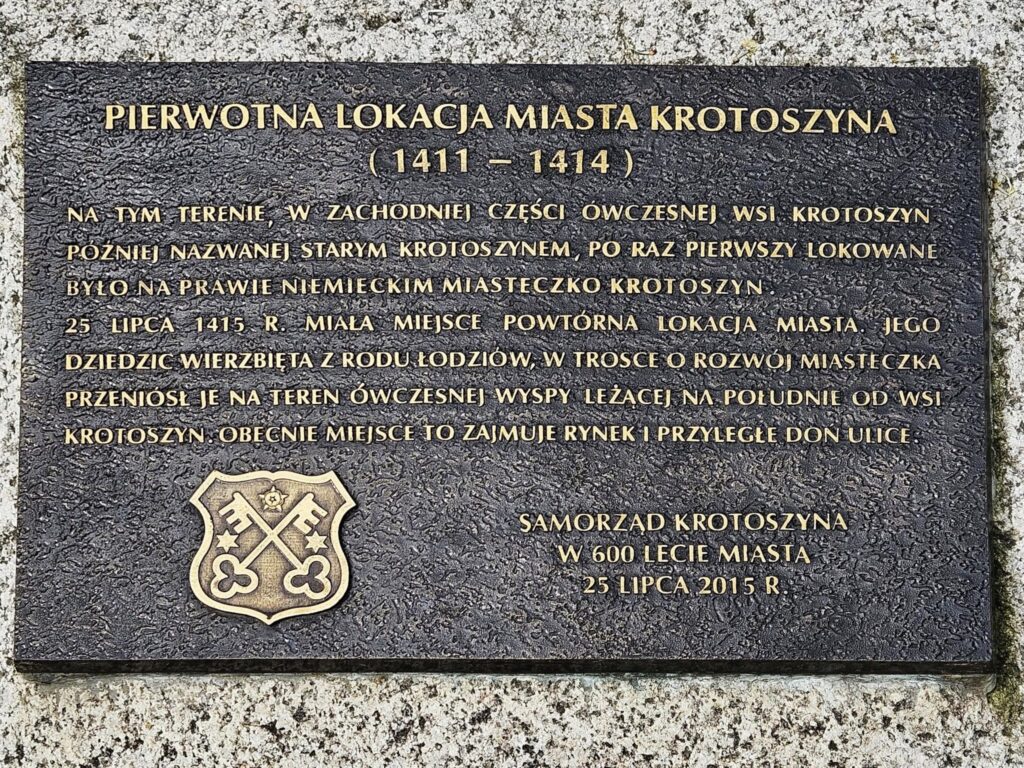 PIERWOTNA LOKACJA MIASTA KROTOSZYNA
( 1411 – 1414 )
NA TYM TERENIE, W ZACHODNIEJ CZĘŚCI ÓWCZESNEJ WSI KROTOSZYN
PÓŹNIEJ NAZWANEJ STARYM KROTOSZYNEM, PO RAZ PIERWSZY LOKOWANE
BYŁO NA PRAWIE NIEMIECKIM MIASTECZKO KROTOSZYN.
25 LIPCA 1415 R. MIAŁA MIEJSCE POWTÓRNA LOKACJA MIASTA. JEGO
DZIEDZIC WIERZBIĘTA Z RODU ŁODZIÓW, W TROSCE O ROZWÓJ MIASTECZKA
PRZENIÓSŁ JE NA TEREN ÓWCZESNEJ WYSPY LEŻĄCEJ NA POŁUDNIE OD WSI
KROTOSZYN. OBECNIE MIEJSCE TO ZAJMUJE RYNEK I PRZYLEGŁE DON ULICE.
SAMORZĄD KROTOSZYNA
W 600 LECIE MIASTA
25 LIPCA 2015 R.